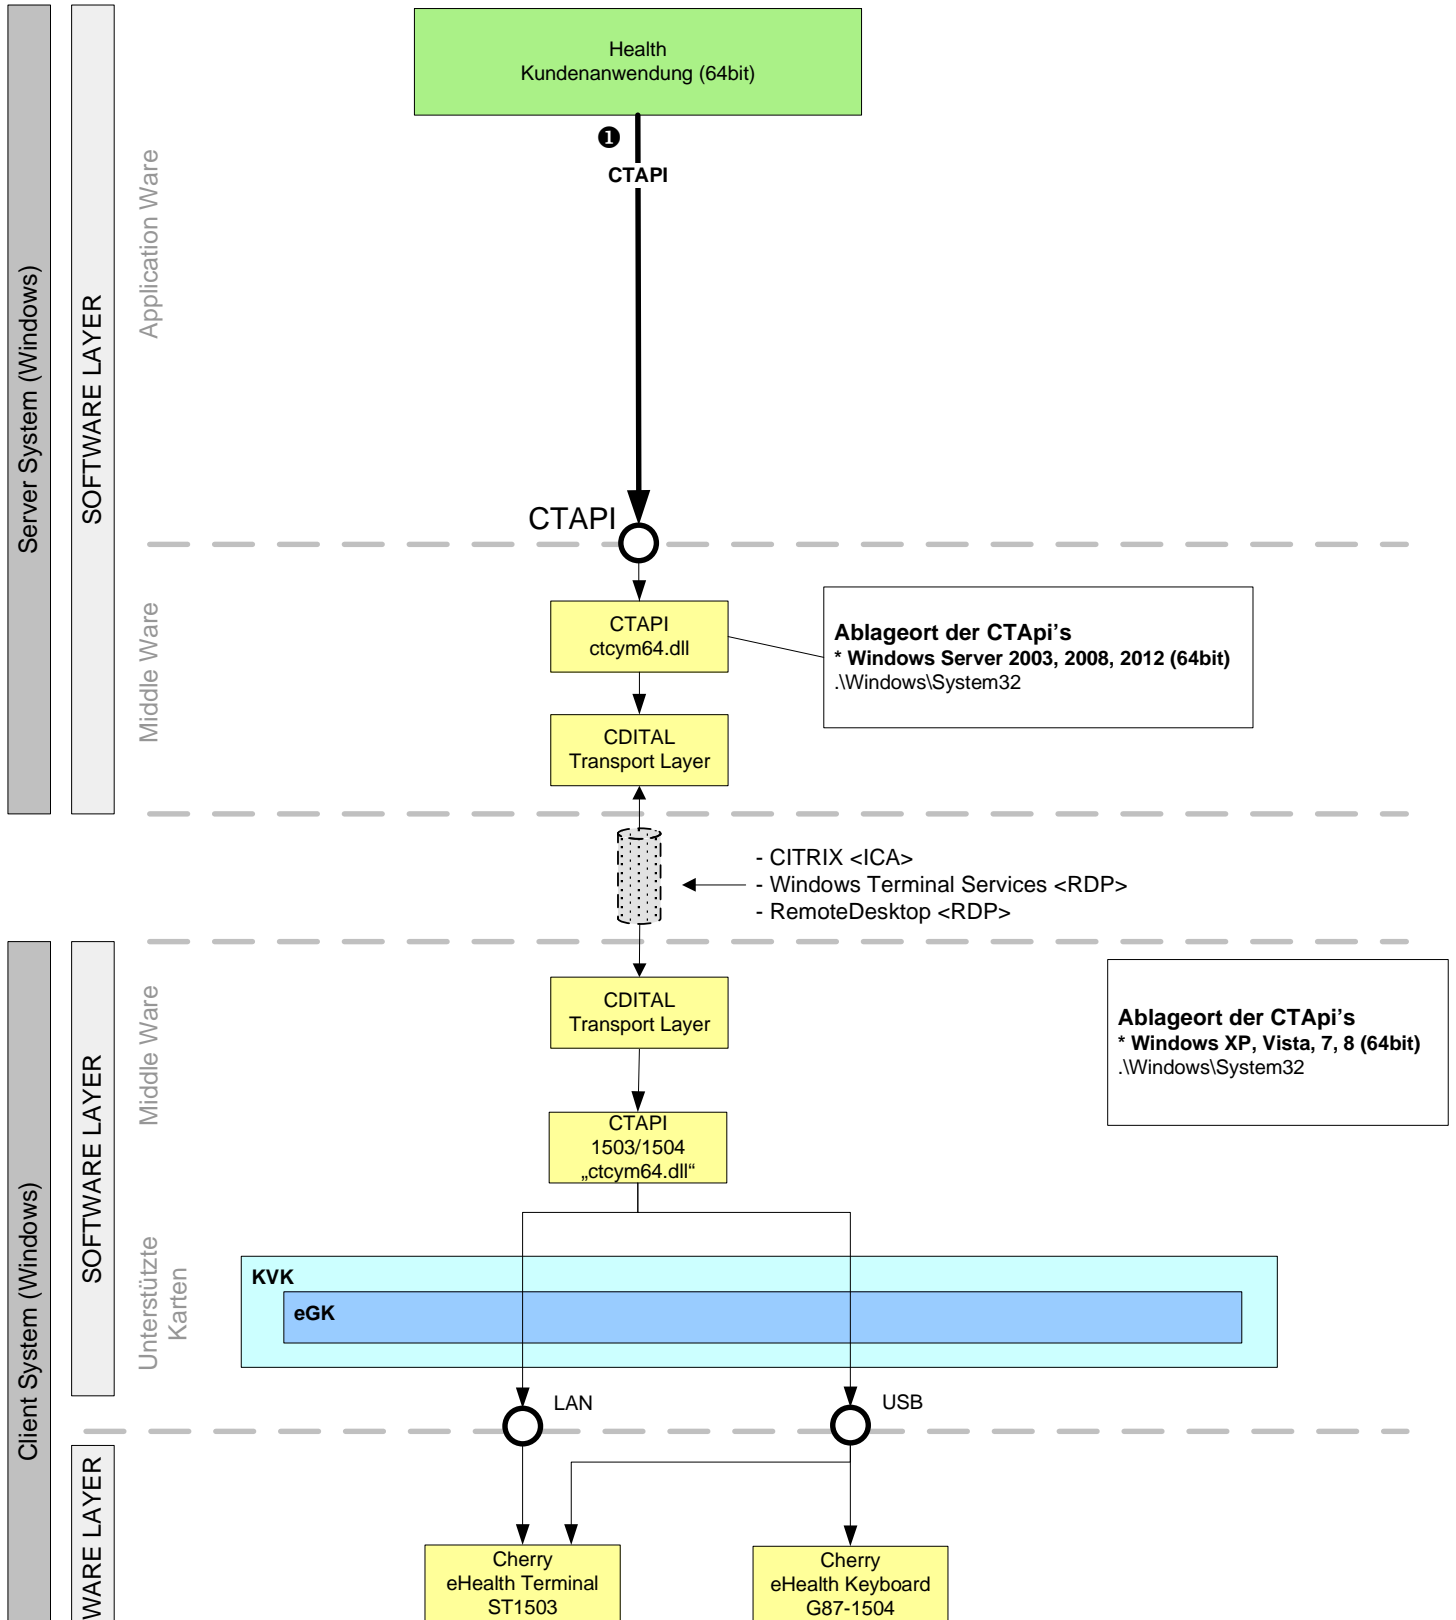 Health
Kundenanwendung (64bit)
❶
CTAPI
Server System (Windows)
SOFTWARE LAYER
Application Ware
CTAPI
Middle Ware
CTAPI
ctcym64.dll
Ablageort der CTApi's
* Windows Server 2003, 2008, 2012 (64bit)
.\Windows\System32
CDITAL
Transport Layer
- CITRIX <ICA>
- Windows Terminal Services <RDP>
- RemoteDesktop <RDP>
Client System (Windows)
SOFTWARE LAYER
Middle Ware
CDITAL
Transport Layer
Ablageort der CTApi's
* Windows XP, Vista, 7, 8 (64bit)
.\Windows\System32
CTAPI
1503/1504
„ctcym64.dll“
Unterstützte
Karten
KVK
eGK
LAN
USB
WARE LAYER
Cherry
eHealth Terminal
ST1503
Cherry
eHealth Keyboard
G87-1504